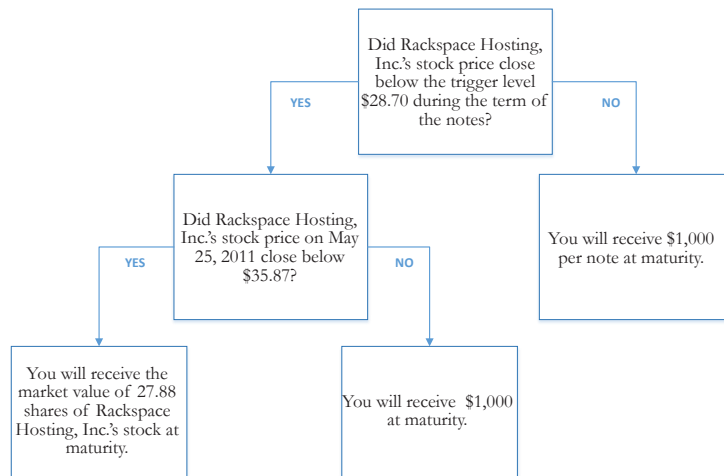 Did Rackspace Hosting,
Inc.'s stock price close
below the trigger level
$28.70 during the term of
the notes?
YES
NO
Did Rackspace Hosting,
Inc.'s stock price on May
25, 2011 close below
$35.87?
You will receive $1,000
per note at maturity.
YES
NO
You will receive the
market value of 27.88
shares of Rackspace
Hosting, Inc.'s stock at
maturity.
You will receive $1,000
at maturity.